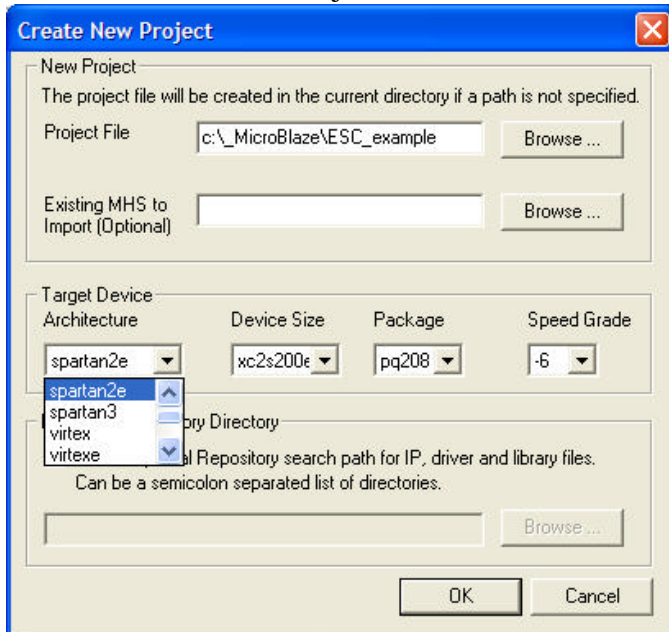 Create New Project
New Project
The project file will be created in the current directory if a path is not specified.
Project File
c:\_MicroBlaze\ESC_example
Browse ...
Existing MHS to
Import (Optional)
Browse ...
Target Device
Architecture
Device Size
Package
Speed Grade
spartan2e
xc2s200e
pq208
-6
spartan2e
spartan3
virtex
virtexe
ory Directory
al Repository search path for IP, driver and library files.
Can be a semicolon separated list of directories.
Browse ...
OK
Cancel